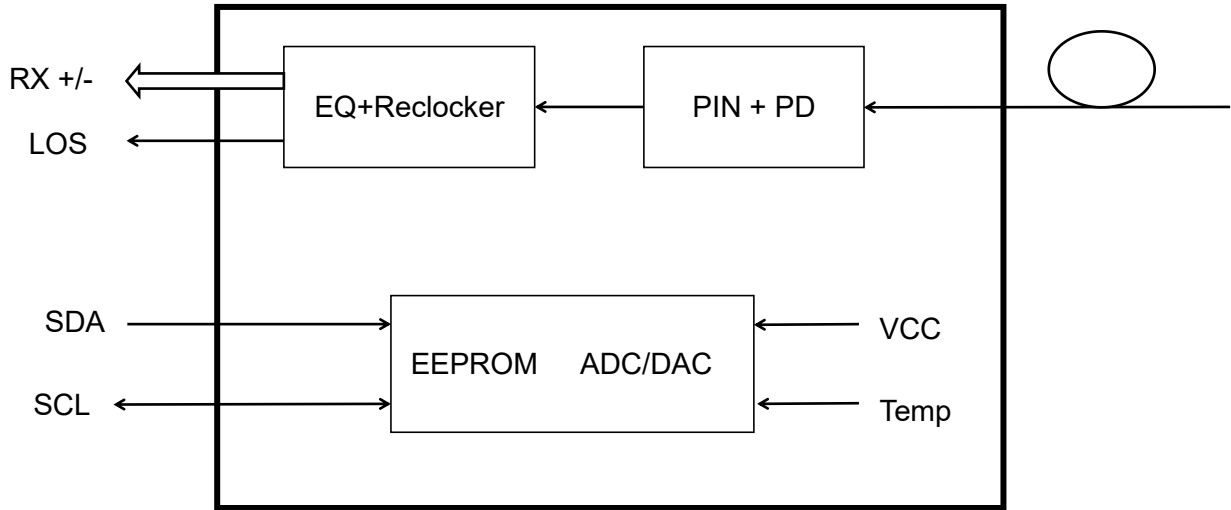 RX +/-
EQ+Reclocker
PIN + PD
LOS
SDA
VCC
EEPROM ADC/DAC
SCL
Temp